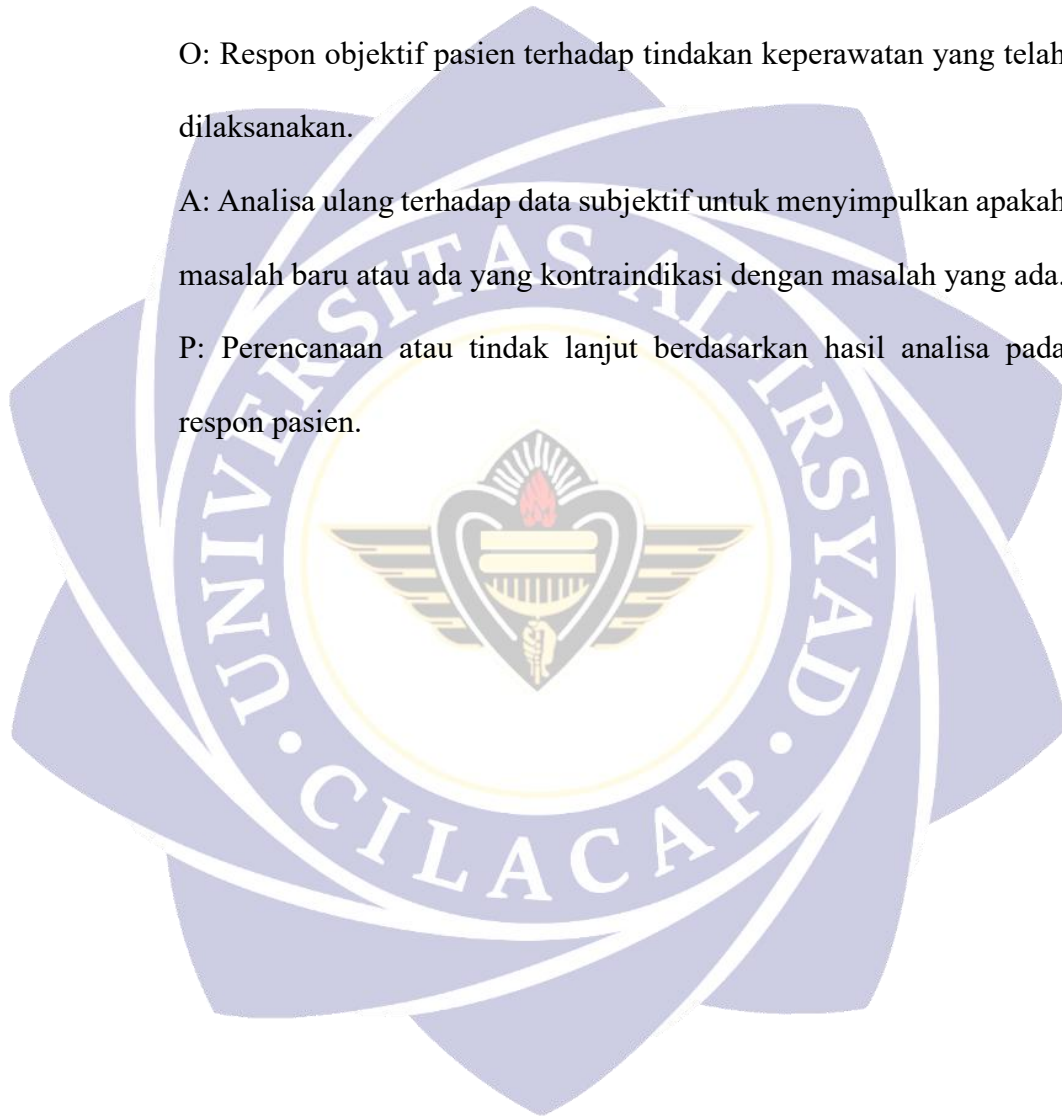 O: Respon objektif pasien terhadap tindakan keperawatan yang telah
dilaksanakan.
A: Analisa ulang terhadap data subjektif untuk menyimpulkan apakah
masalah baru atau ada yang kontraindikasi dengan masalah yang ada.
P: Perencanaan atau tindak lanjut berdasarkan hasil analisa pada
respon pasien.
UNIVERSITAS AL-IRSYAD
• CILACAP •